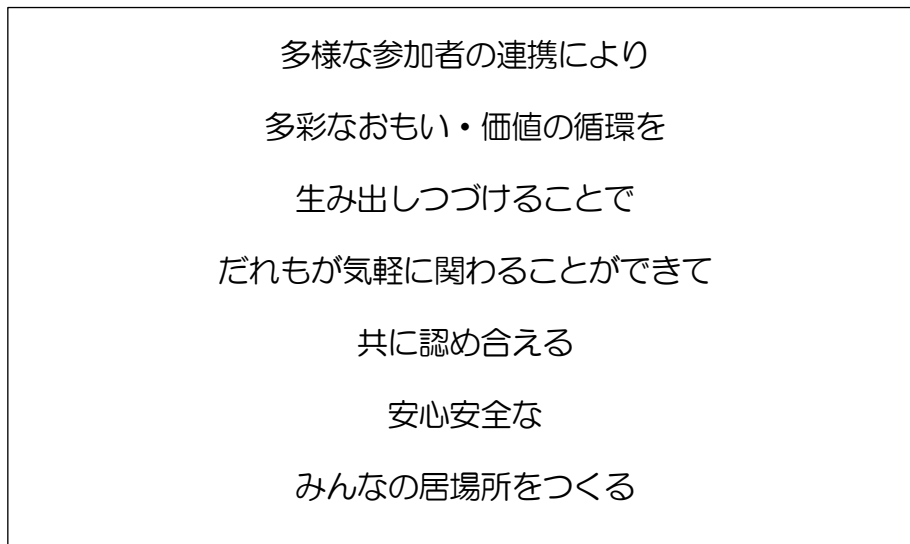 多様な参加者の連携により
多彩なおもい・価値の循環を
生み出しつづけることで
だれもが気軽に関わることができて
共に認め合える
安心安全な
みんなの居場所をつくる